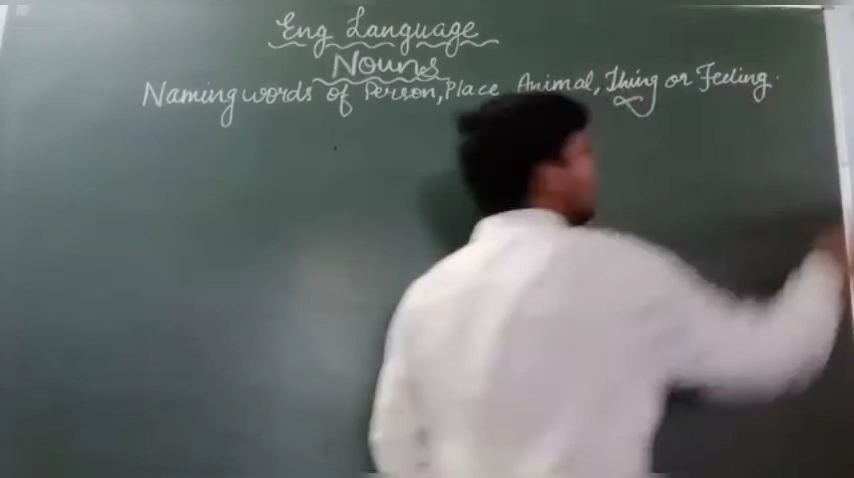 Eng Language
Nouns
Naming words of Person, Place Animal, Thing or Feeling.